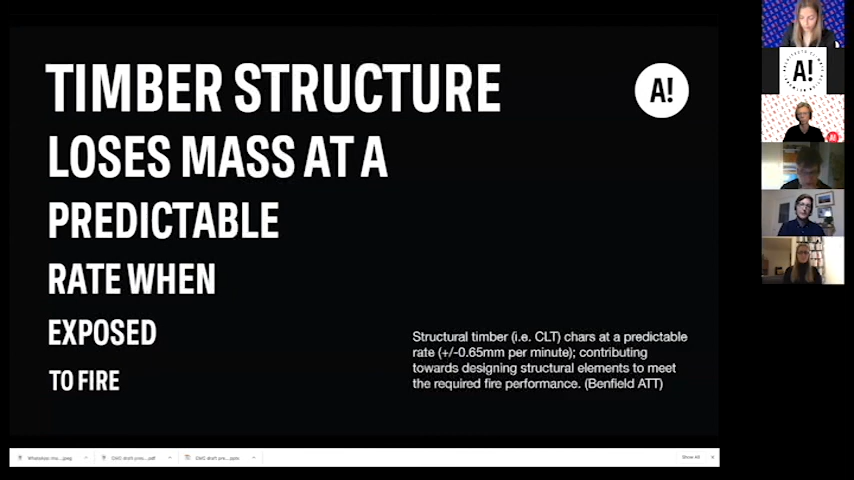 TIMBER STRUCTURE
LOSES MASS AT A
PREDICTABLE
RATE WHEN
EXPOSED
TO FIRE
A!
Structural timber (i.e. CLT) chars at a predictable
rate (+/-0.65mm per minute); contributing
towards designing structural elements to meet
the required fire performance. (Benfield ATT)
A!
A!
Show All